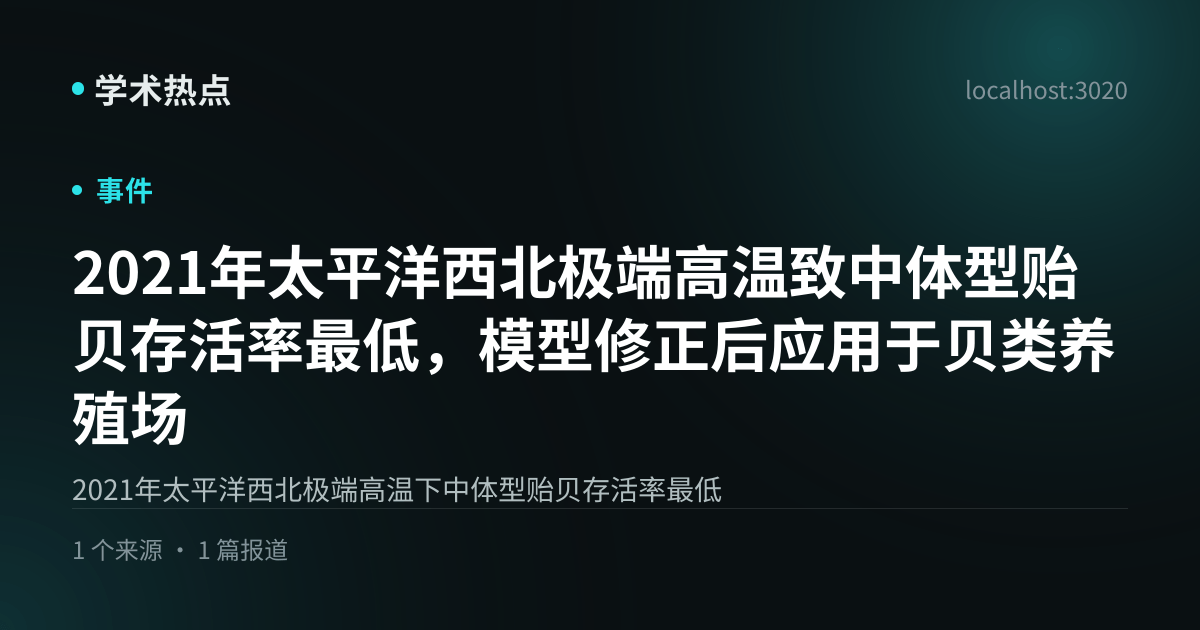 学术热点
localhost:3020
事件
2021年太平洋西北极端高温致中体型贻
贝存活率最低，模型修正后应用于贝类养
殖场
2021年太平洋西北极端高温下中体型贻贝存活率最低
1 个来源 · 1 篇报道